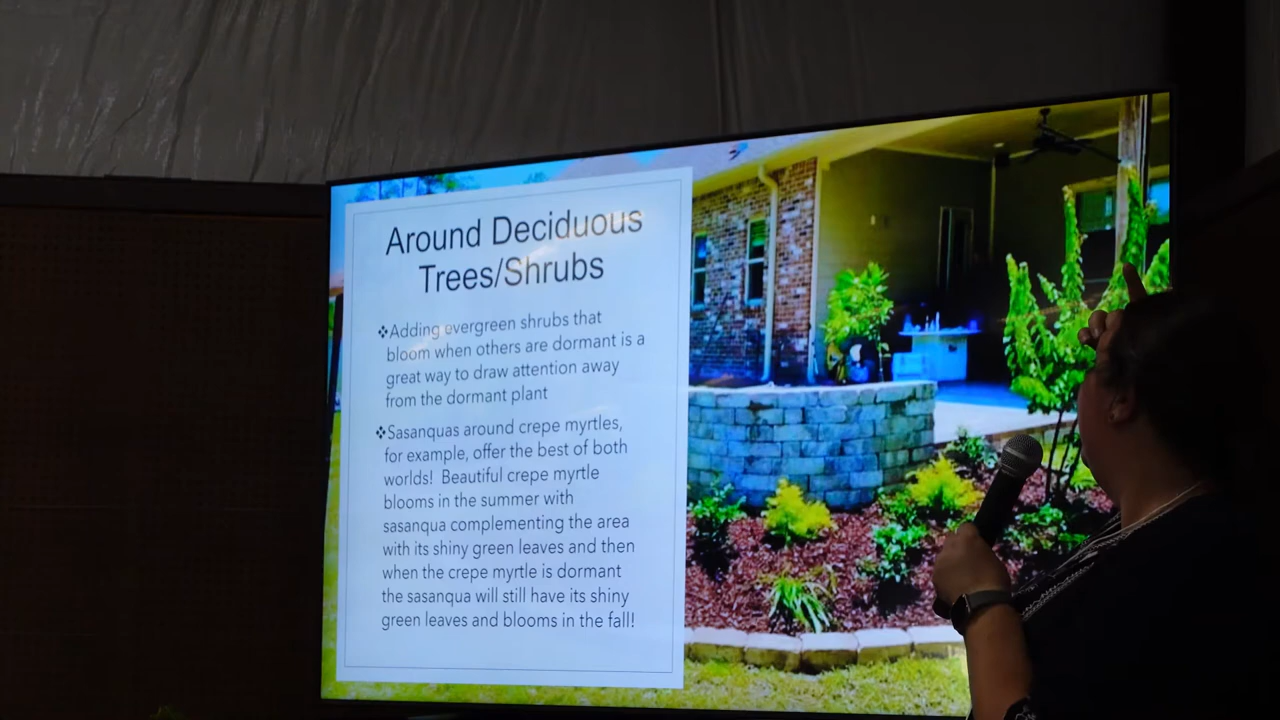 Around Deciduous
Trees/Shrubs
❖Adding evergreen shrubs that
bloom when others are dormant is a
great way to draw attention away
from the dormant plant
❖Sasanquas around crepe myrtles,
for example, offer the best of both
worlds! Beautiful crepe myrtle
blooms in the summer with
sasanqua complementing the area
with its shiny green leaves and then
when the crepe myrtle is dormant
the sasanqua will still have its shiny
green leaves and blooms in the fall!